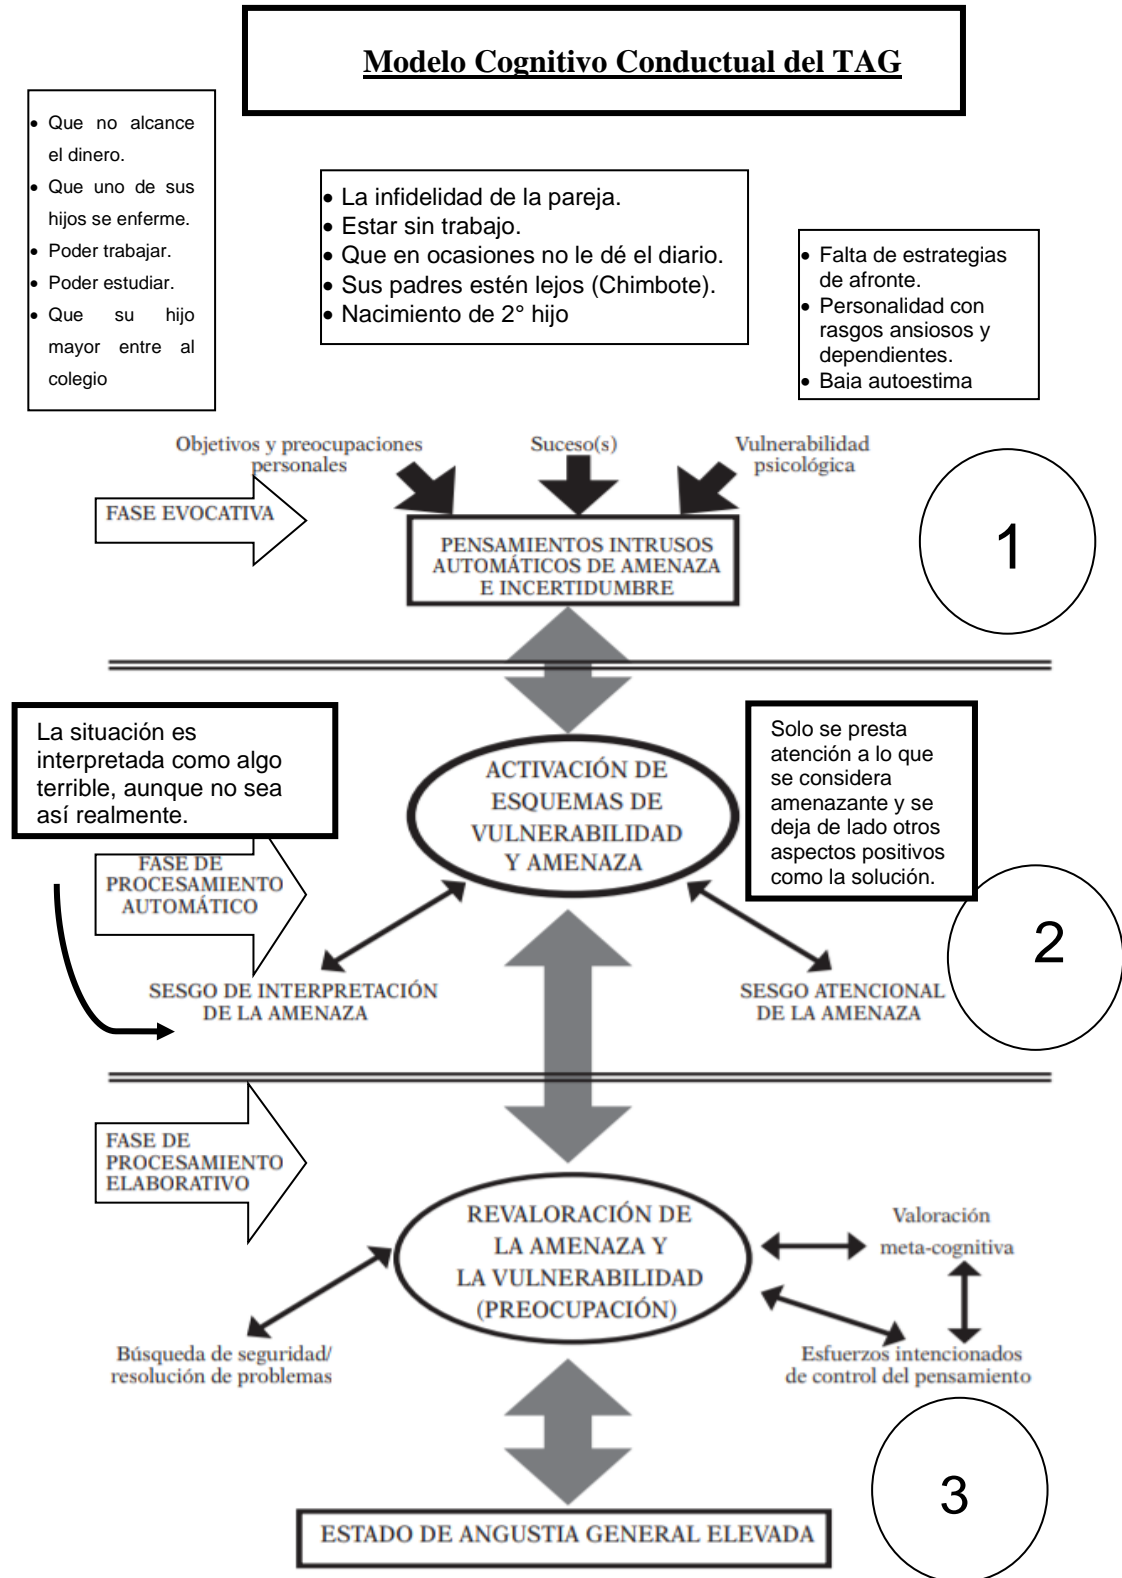 Modelo Cognitivo Conductual del TAG
• Que no alcance
el dinero.
• Que uno de sus
hijos se enferme.
• Poder trabajar.
• Poder estudiar.
• Que su hijo
mayor entre al
colegio
• La infidelidad de la pareja.
• Estar sin trabajo.
• Que en ocasiones no le dé el diario.
• Sus padres estén lejos (Chimbote).
• Nacimiento de 2° hijo
• Falta de estrategias
de afronte.
• Personalidad con
rasgos ansiosos y
dependientes.
• Baja autoestima
Objetivos y preocupaciones
personales
Suceso(s)
Vulnerabilidad
psicológica
FASE EVOCATIVA
PENSAMIENTOS INTRUSOS
AUTOMÁTICOS DE AMENAZA
E INCERTIDUMBRE
1
La situación es
interpretada como algo
terrible, aunque no sea
así realmente.
ACTIVACIÓN DE
ESQUEMAS DE
VULNERABILIDAD
Y AMENAZA
Solo se presta
atención a lo que
se considera
amenazante y se
deja de lado otros
aspectos positivos
como la solución.
FASE DE
PROCESAMIENTO
AUTOMÁTICO
2
SESGO DE INTERPRETACIÓN
DE LA AMENAZA
SESGO ATENCIONAL
DE LA AMENAZA
FASE DE
PROCESAMIENTO
ELABORATIVO
REVALORACIÓN DE
LA AMENAZA Y
LA VULNERABILIDAD
(PREOCUPACIÓN)
Valoración
meta-cognitiva
Búsqueda de seguridad/
resolución de problemas
Esfuerzos intencionados
de control del pensamiento
3
ESTADO DE ANGUSTIA GENERAL ELEVADA